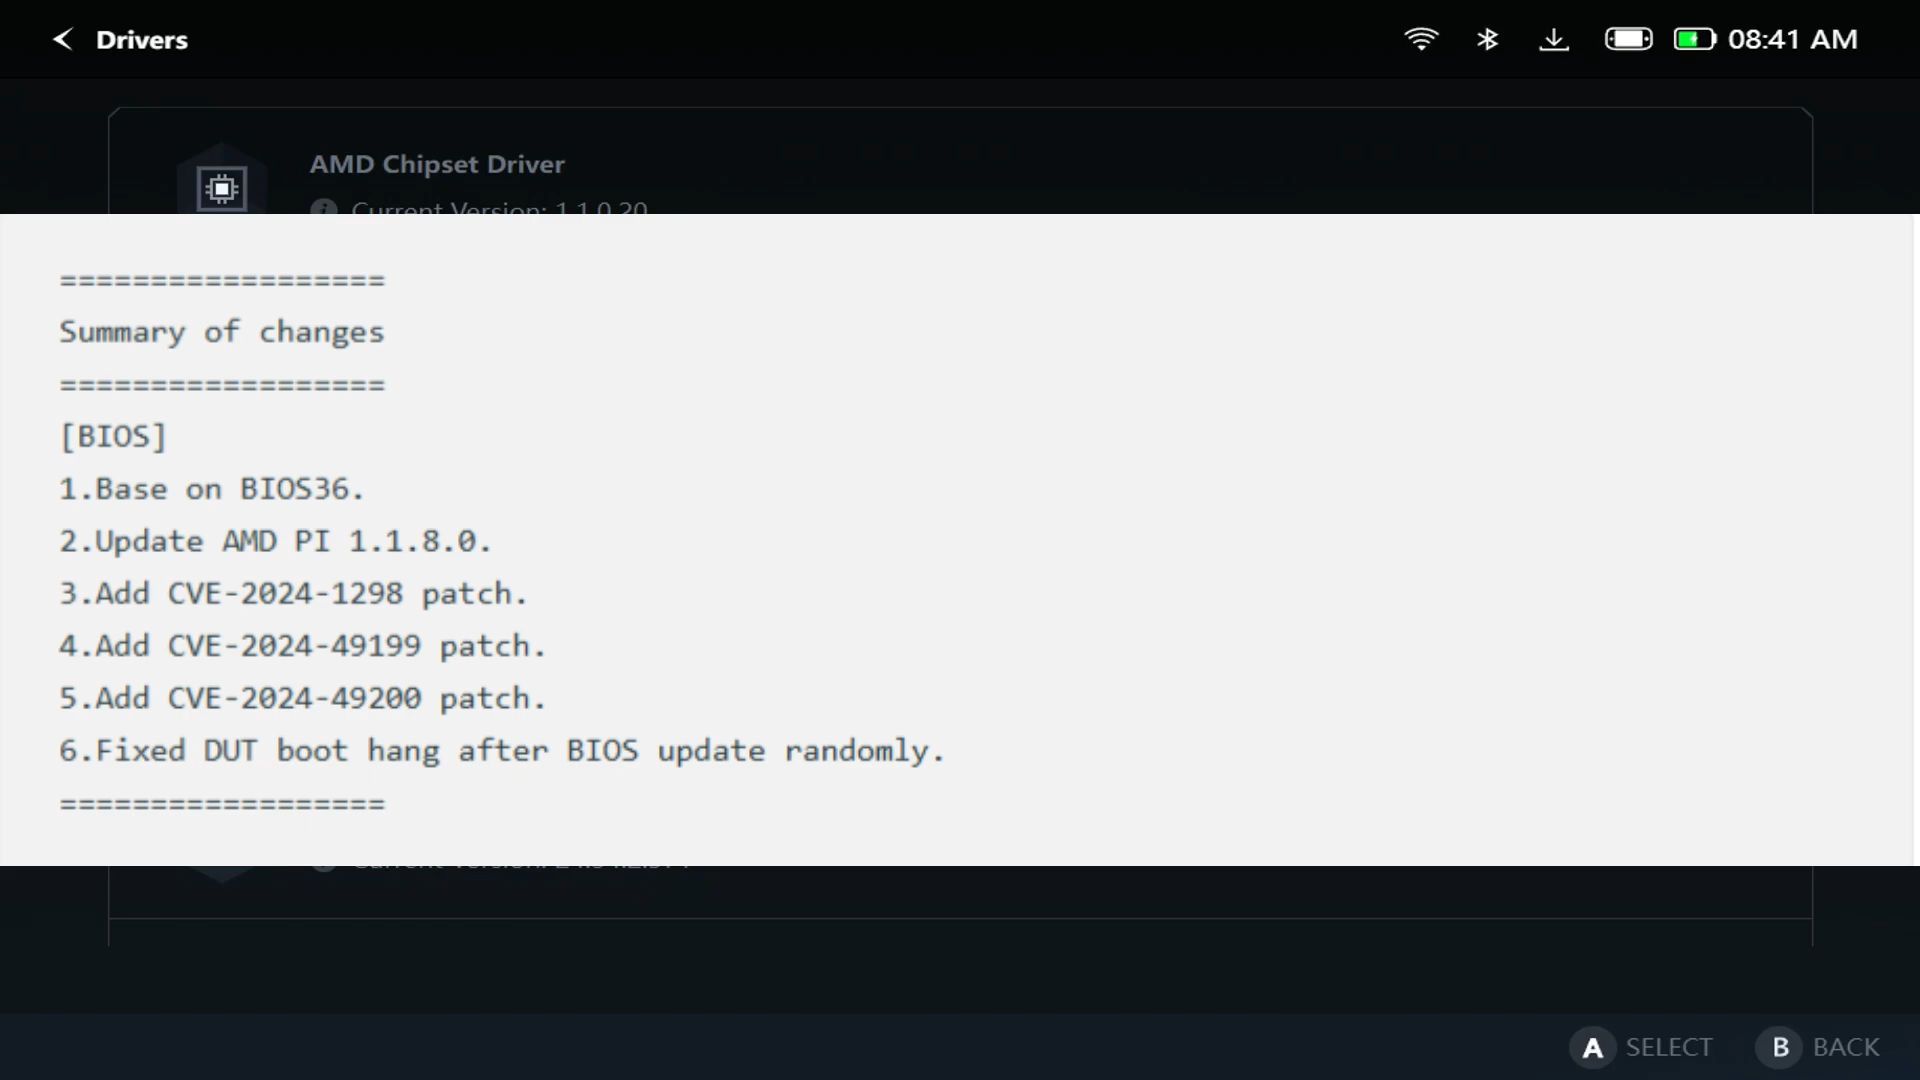 Drivers
08:41 AM
AMD Chipset Driver
Current Version: 1.1.0.20
==================
Summary of changes
==================
[BIOS]
1.Base on BIOS36.
2.Update AMD PI 1.1.8.0.
3.Add CVE-2024-1298 patch.
4.Add CVE-2024-49199 patch.
5.Add CVE-2024-49200 patch.
6.Fixed DUT boot hang after BIOS update randomly.
==================
Current Version:
A SELECT B BACK